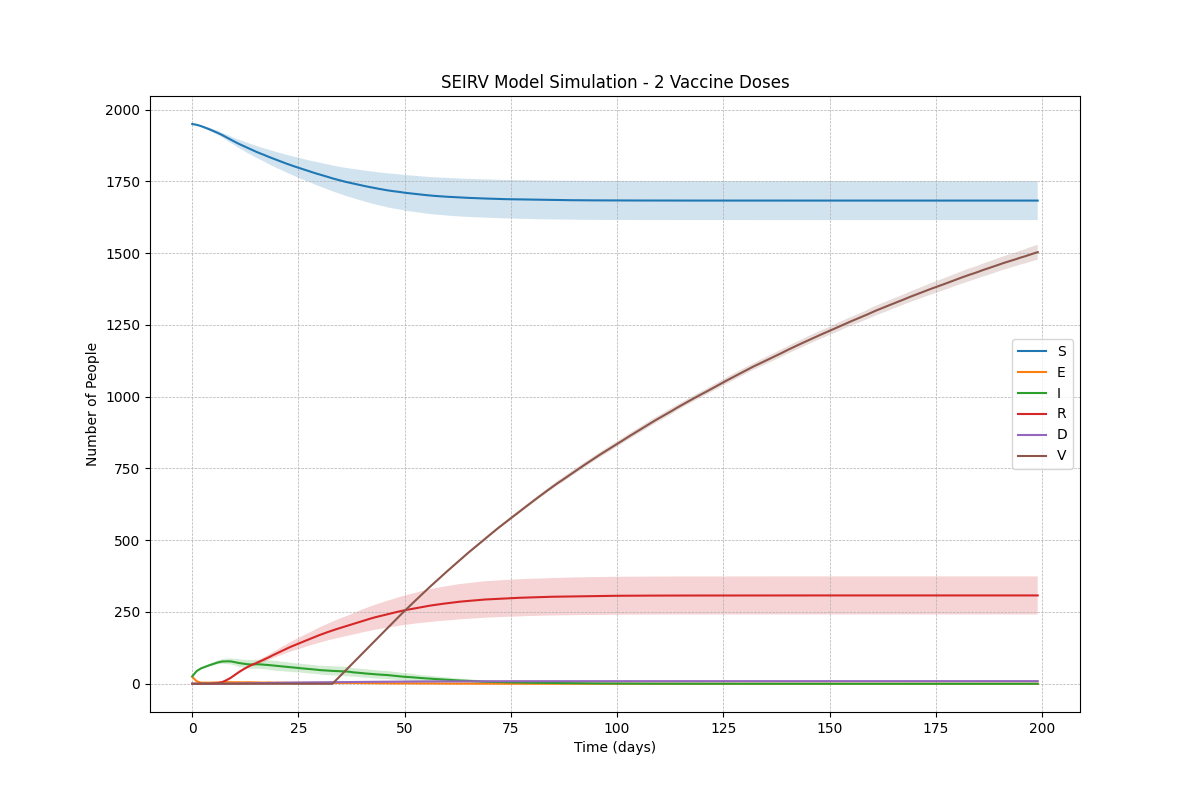 SEIRV Model Simulation - 2 Vaccine Doses
Number of People
2000
1750
1500
1250
1000
750
500
250
0
S
E
I
R
D
V
0 25 50 75 100 125 150 175 200
Time (days)